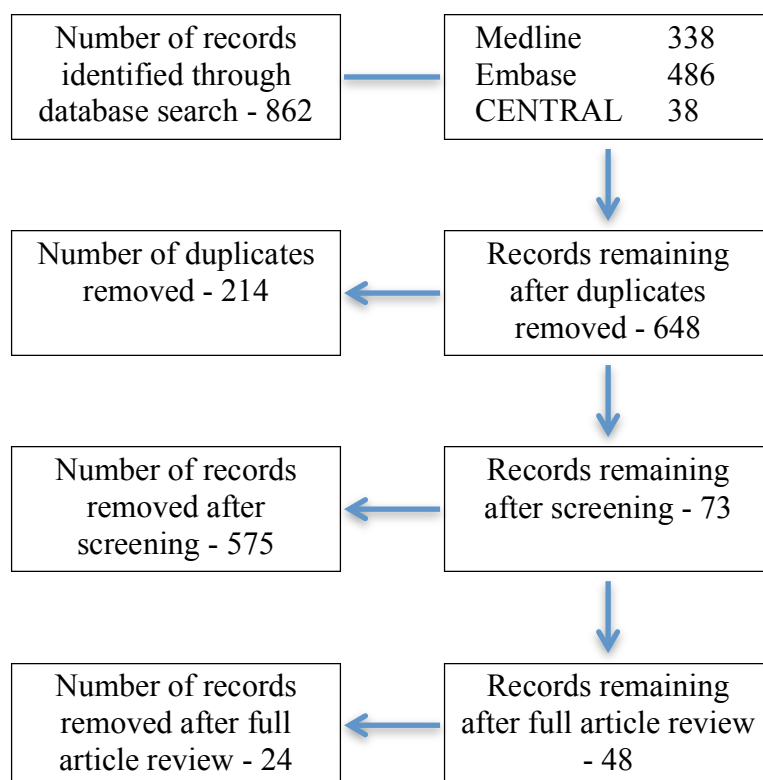 Number of records
identified through
database search - 862
Medline 338
Embase 486
CENTRAL 38
Number of duplicates
removed - 214
Records remaining
after duplicates
removed - 648
Number of records
removed after
screening - 575
Records remaining
after screening - 73
Number of records
removed after full
article review - 24
Records remaining
after full article review
- 48